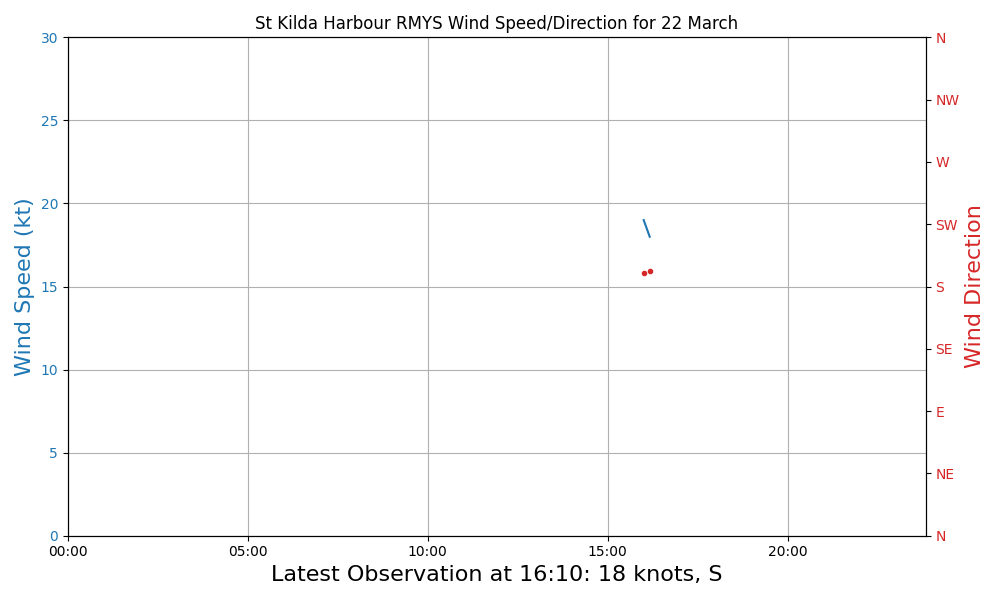 St Kilda Harbour RMYS Wind Speed/Direction for 22 March
Wind Speed (kt)
30
25
20
15
10
5
0
00:00 05:00 10:00 15:00 20:00
N
NW
W
SW
S
SE
E
NE
N
Wind Direction
Latest Observation at 16:10: 18 knots, S